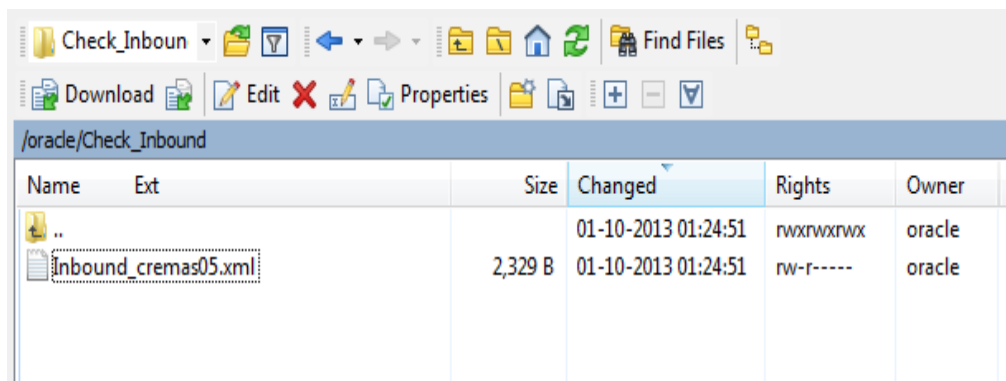 Check_Inboun
Find Files
Download Edit Properties
/oracle/Check_Inbound
Name Ext Size Changed Rights Owner
.. 01-10-2013 01:24:51 rwxrwxrwx oracle
Inbound_cremas05.xml 2,329 B 01-10-2013 01:24:51 rw-r----- oracle